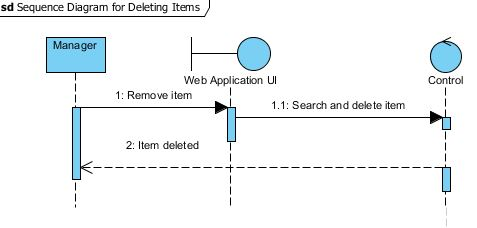 sd Sequence Diagram for Deleting Items
Manager
Web Application UI
Control
1: Remove item
1.1: Search and delete item
2: Item deleted